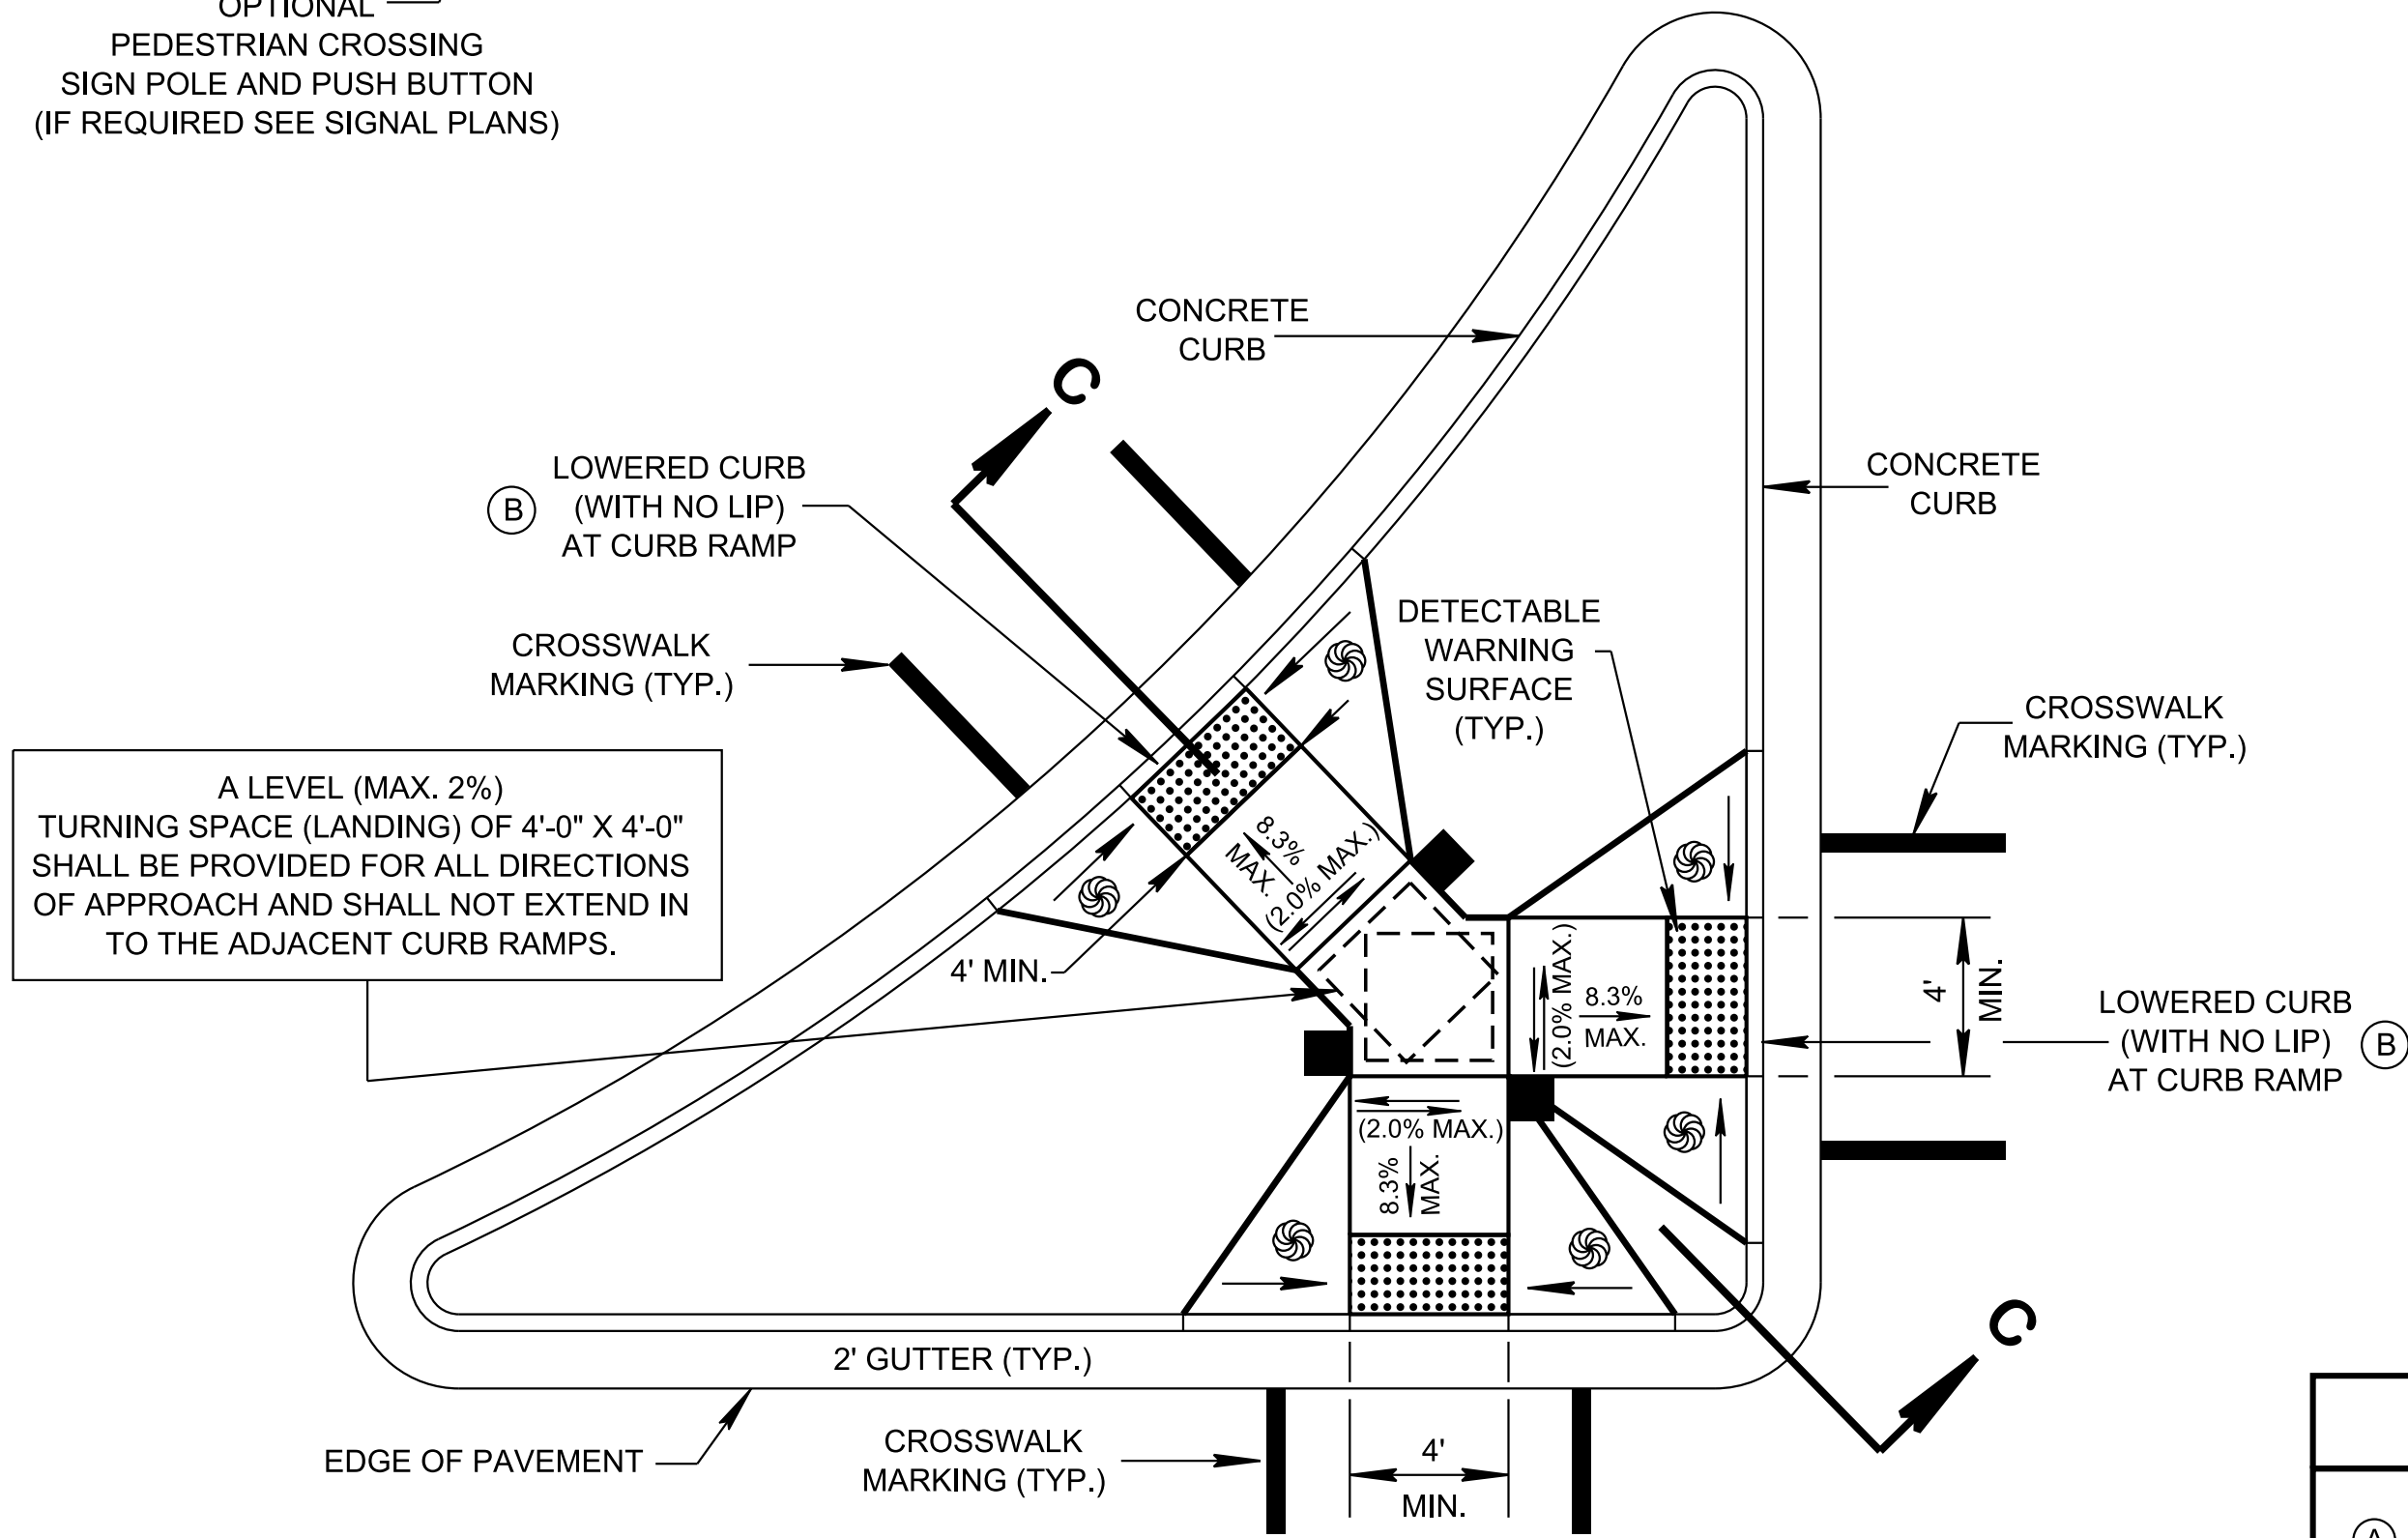 OPTIONAL
PEDESTRIAN CROSSING
SIGN POLE AND PUSH BUTTON
(IF REQUIRED SEE SIGNAL PLANS)
CONCRETE
CURB
C
LOWERED CURB
(WITH NO LIP)
AT CURB RAMP
B
CONCRETE
CURB
CROSSWALK
MARKING (TYP.)
DETECTABLE
WARNING
SURFACE
(TYP.)
CROSSWALK
MARKING (TYP.)
A LEVEL (MAX. 2%)
TURNING SPACE (LANDING) OF 4'-0" X 4'-0"
SHALL BE PROVIDED FOR ALL DIRECTIONS
OF APPROACH AND SHALL NOT EXTEND IN
TO THE ADJACENT CURB RAMPS.
8.3%
MAX.
(2.0% MAX.)
4' MIN.
(2.0% MAX.)
8.3%
MAX.
4'
MIN.
LOWERED CURB
(WITH NO LIP)
AT CURB RAMP
B
(2.0% MAX.)
8.3%
MAX.
C
2' GUTTER (TYP.)
EDGE OF PAVEMENT
CROSSWALK
MARKING (TYP.)
4'
MIN.
A